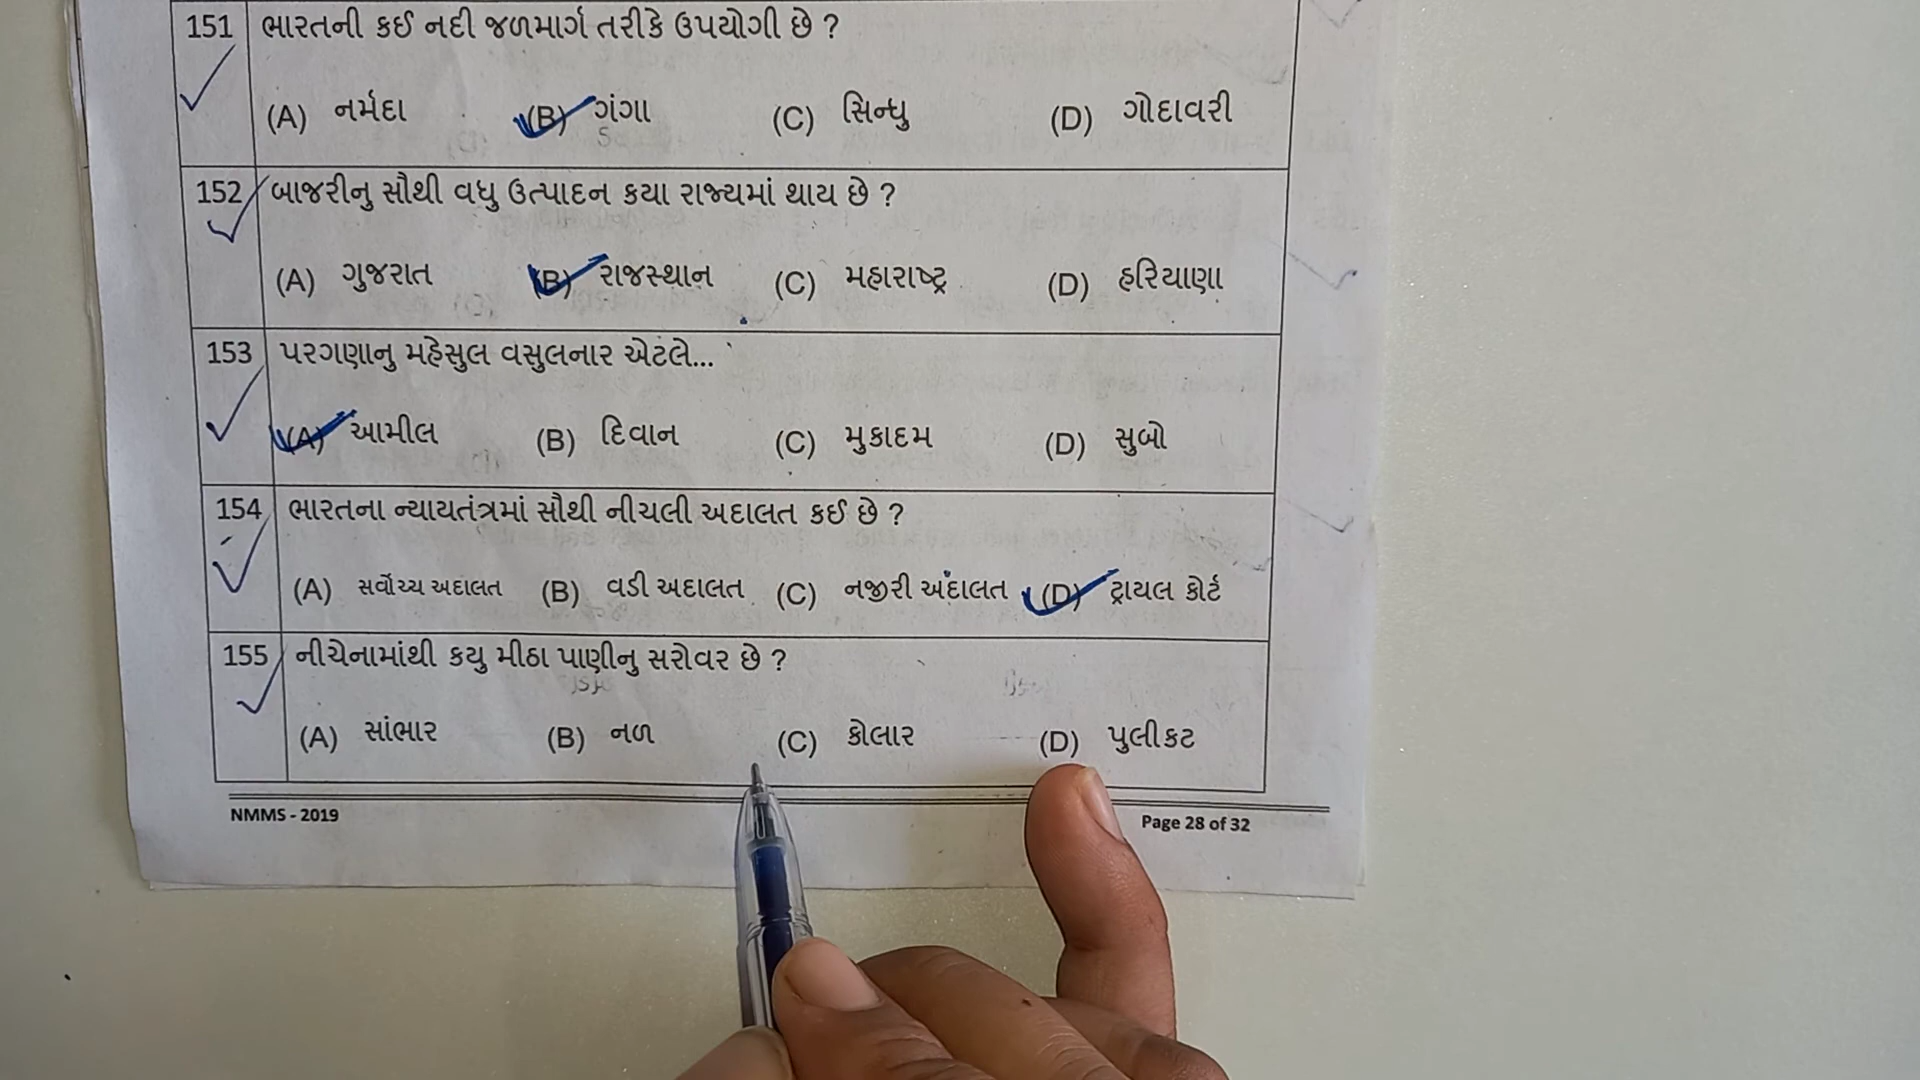 151 ભારતની કઈ નદી જળમાર્ગ તરીકે ઉપયોગી છે ?
(A) નર્મદા (B) ગંગા (C) સિન્ધુ (D) ગોદાવરી
152 બાજરીનુ સૌથી વધુ ઉત્પાદન કયા રાજ્યમાં થાય છે ?
(A) ગુજરાત (B) રાજસ્થાન (C) મહારાષ્ટ્ર (D) હરિયાણા
153 પરગણાનુ મહેસુલ વસુલનાર એટલે...
(A) આમીલ (B) દિવાન (C) મુકાદમ (D) સુબો
154 ભારતના ન્યાયતંત્રમાં સૌથી નીચલી અદાલત કઈ છે ?
(A) સર્વોચ્ય અદાલત (B) વડી અદાલત (C) નજીરી અદાલત (D) ટ્રાયલ કોર્ટ
155 નીચેનામાંથી કયુ મીઠા પાણીનુ સરોવર છે ?
(A) સાંભાર (B) નળ (C) કોલાર (D) પુલીકટ
NMMS - 2019 Page 28 of 32